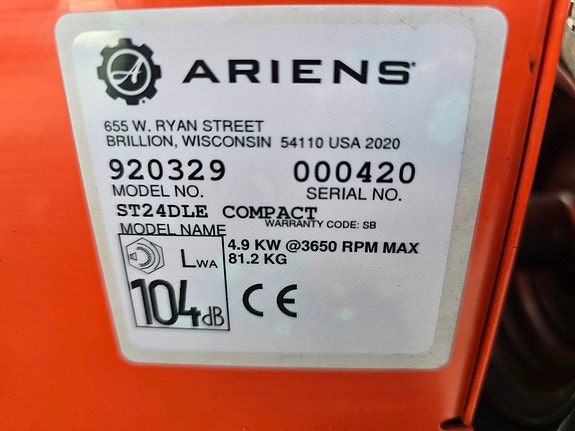 A ARIENS®
655 W. RYAN STREET
BRILLION, WISCONSIN 54110 USA 2020
920329 000420
MODEL NO. SERIAL NO.
ST24DLE COMPACT
MODEL NAME WARRANTY CODE: SB
4.9 KW @3650 RPM MAX
81.2 KG
LWA
104dB
CE